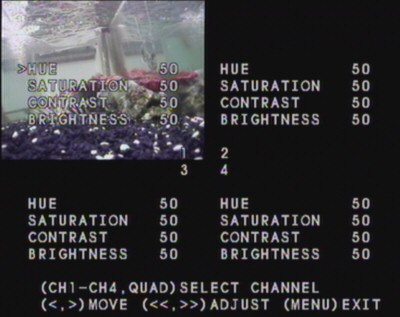 >HUE 50 HUE 50
SATURATION 50 SATURATION 50
CONTRAST 50 CONTRAST 50
BRIGHTNESS 50 BRIGHTNESS 50
1 2
3 4
HUE 50 HUE 50
SATURATION 50 SATURATION 50
CONTRAST 50 CONTRAST 50
BRIGHTNESS 50 BRIGHTNESS 50
(CH1-CH4,QUAD)SELECT CHANNEL
(<,>)MOVE (<<,>>)ADJUST (MENU)EXIT